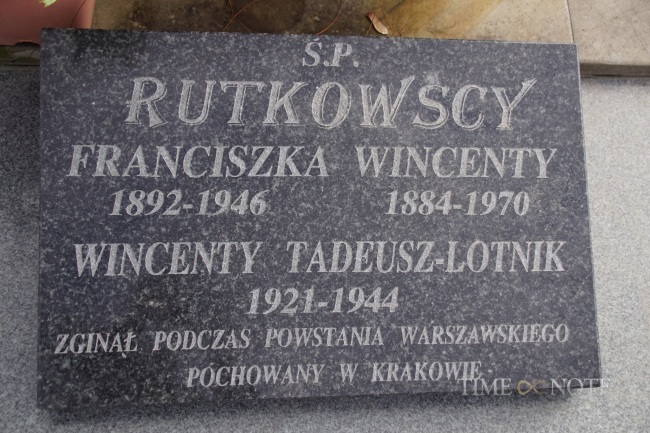 S.P.
RUTKOWSCY
FRANCISZKA WINCENTY
1892-1946 1884-1970
WINCENTY TADEUSZ-LOTNIK
1921-1944
ZGINĄŁ PODCZAS POWSTANIA WARSZAWSKIEGO
POCHOWANY W KRAKOWIE
TIME NOTE